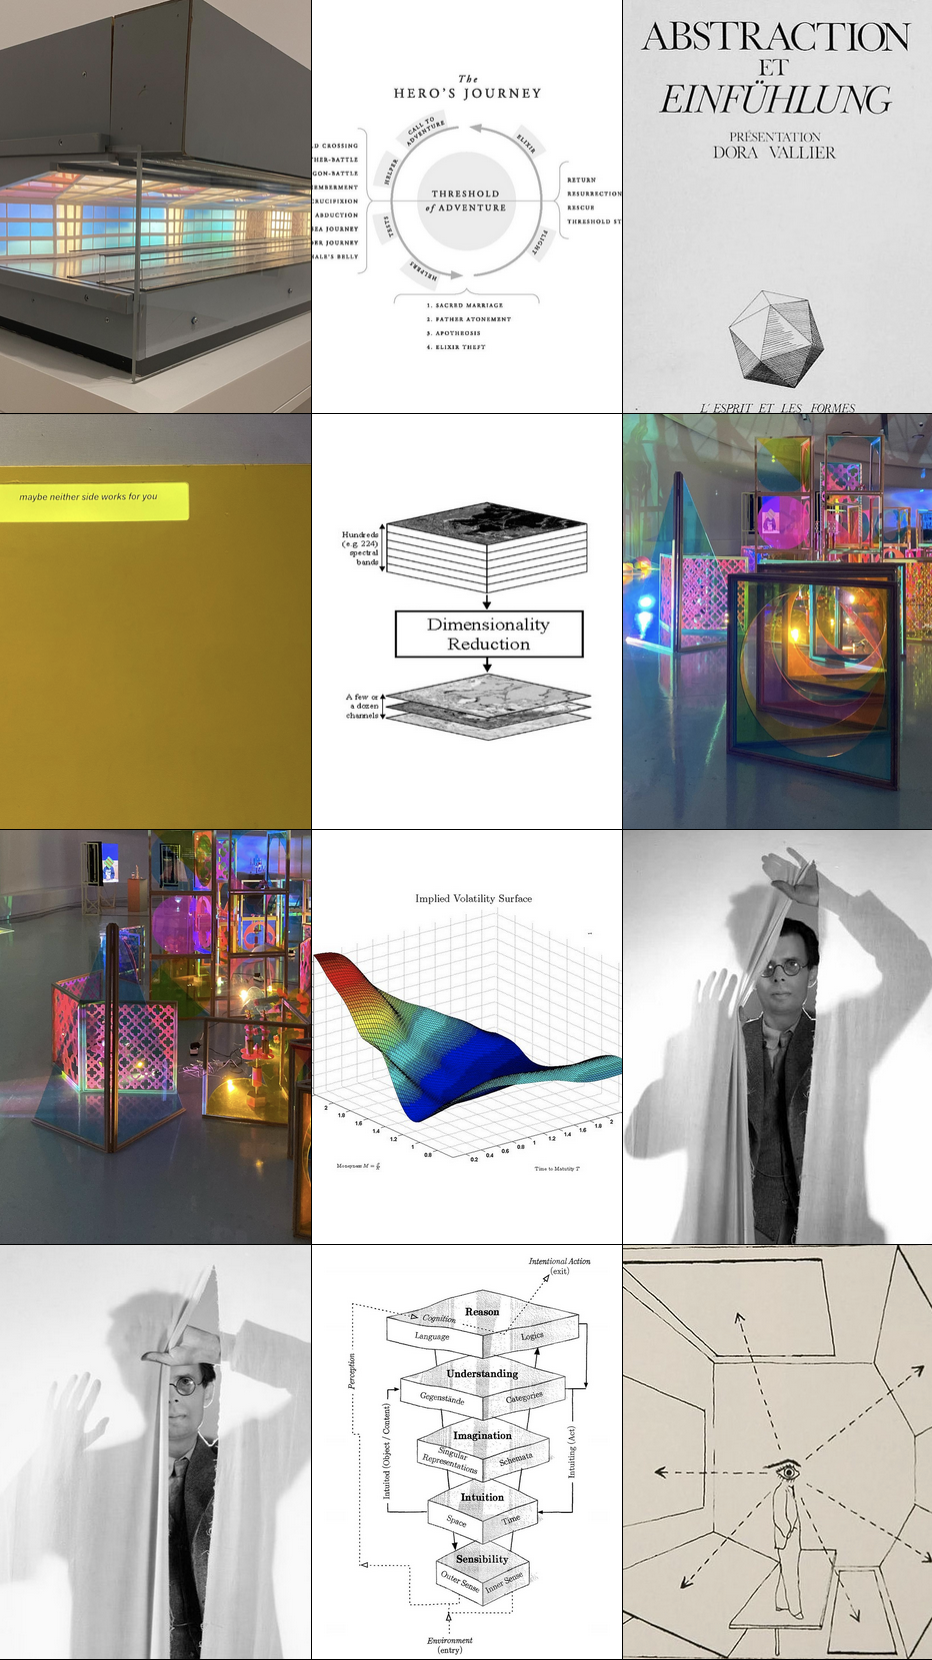 The
HERO'S JOURNEY
CALL TO
ADVENTURE
ELIXIR
HELPER
TESTS
HELPERS
FLIGHT
THRESHOLD
of ADVENTURE
D CROSSING
THER-BATTLE
GON-BATTLE
EMBERMENT
CRUCIFIXION
ABDUCTION
SEA JOURNEY
DER JOURNEY
HALE'S BELLY
RETURN
RESURRECTION
RESCUE
THRESHOLD ST
1. SACRED MARRIAGE
2. FATHER ATONEMENT
3. APOTHEOSIS
4. ELIXIR THEFT
ABSTRACTION
ET
EINFÜHLUNG
PRÉSENTATION
DORA VALLIER
L'ESPRIT ET LES FORMES
maybe neither side works for you
Hundreds
(e.g. 224)
spectral
bands
Dimensionality
Reduction
A few or
a dozen
channels
Implied Volatility Surface
2
1.8
1.6
1.4
1.2
1
0.8
0.2
0.4
0.6
0.8
1
1.2
1.4
1.6
1.8
2
Moneyness M =
Time to Maturity T
Intentional Action
(exit)
Reason
Cognition
Language
Logics
Understanding
Gegenstände
Categories
Imagination
Singular
Representations
Schemata
Intuition
Space
Time
Sensibility
Outer Sense
Inner Sense
Perception
Intuited (Object / Content)
Intuiting (Act)
Environment
(entry)